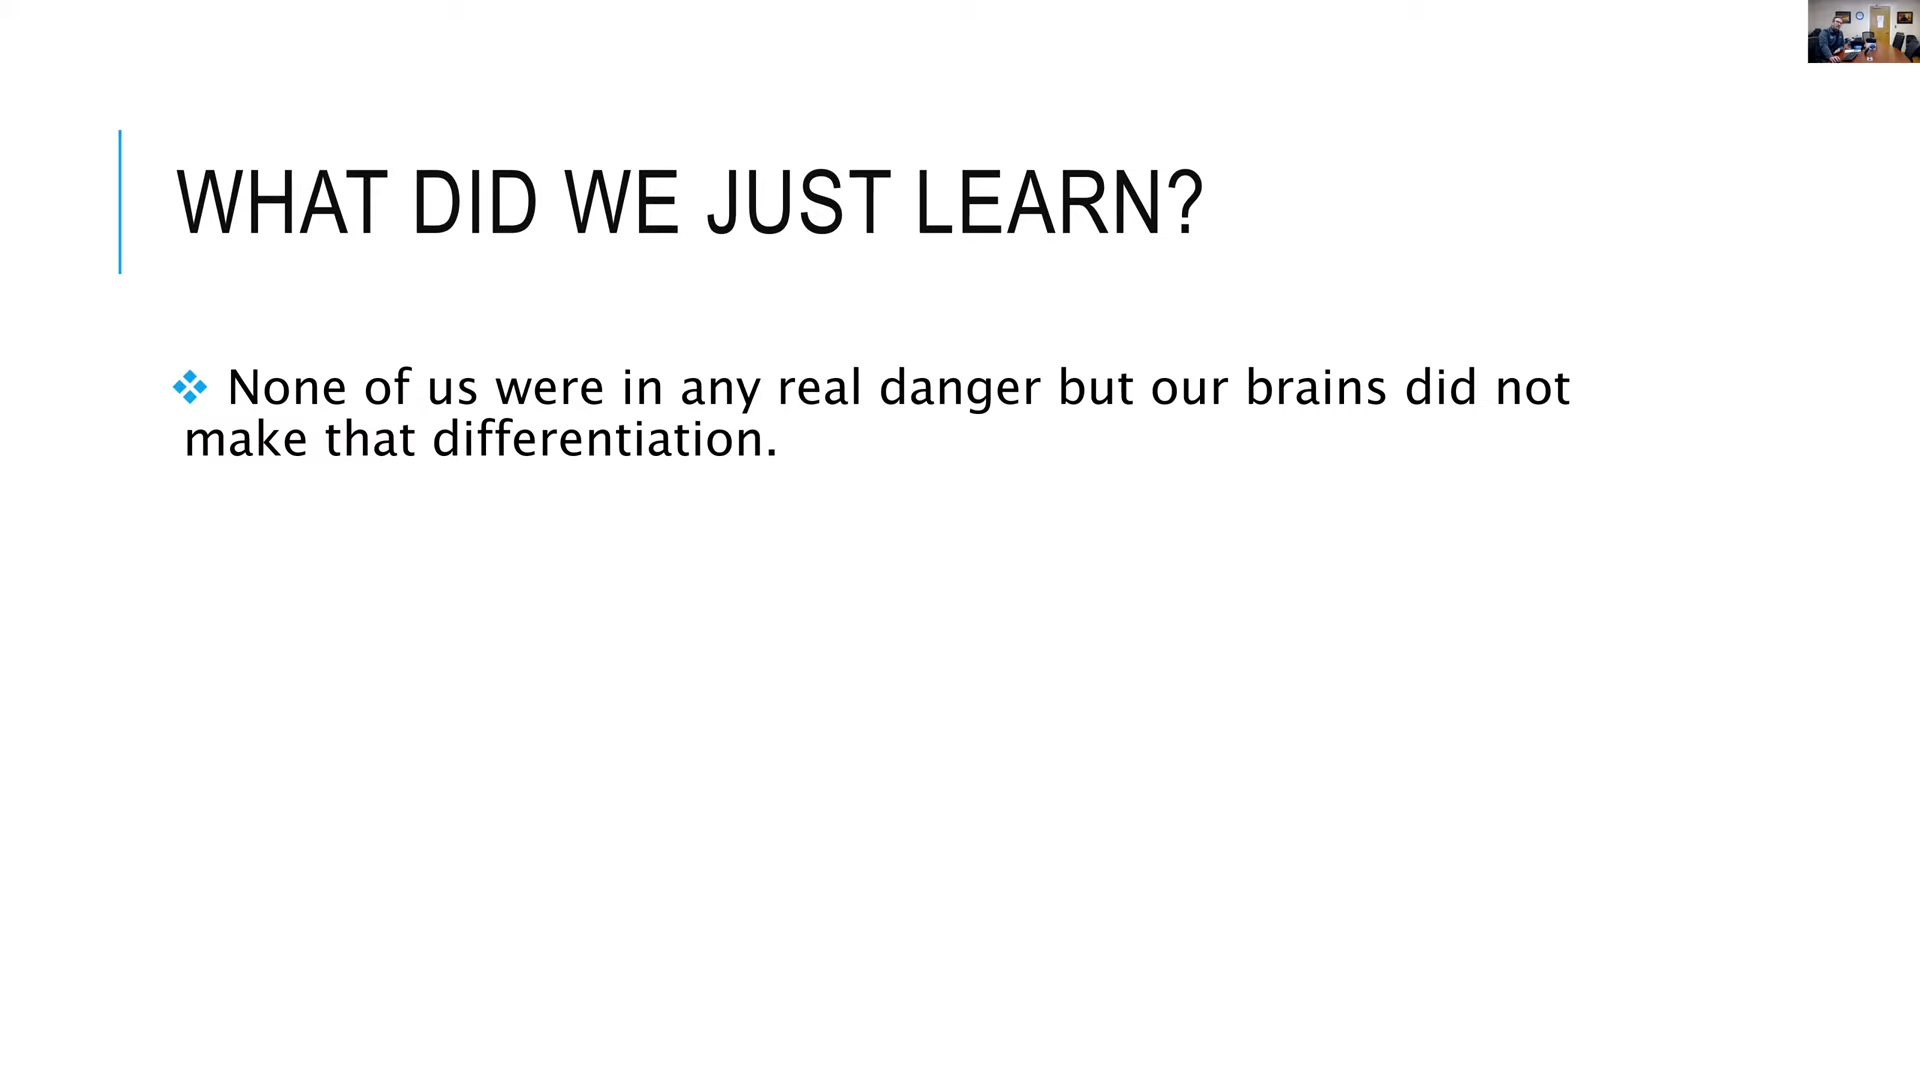 WHAT DID WE JUST LEARN?
None of us were in any real danger but our brains did not
make that differentiation.